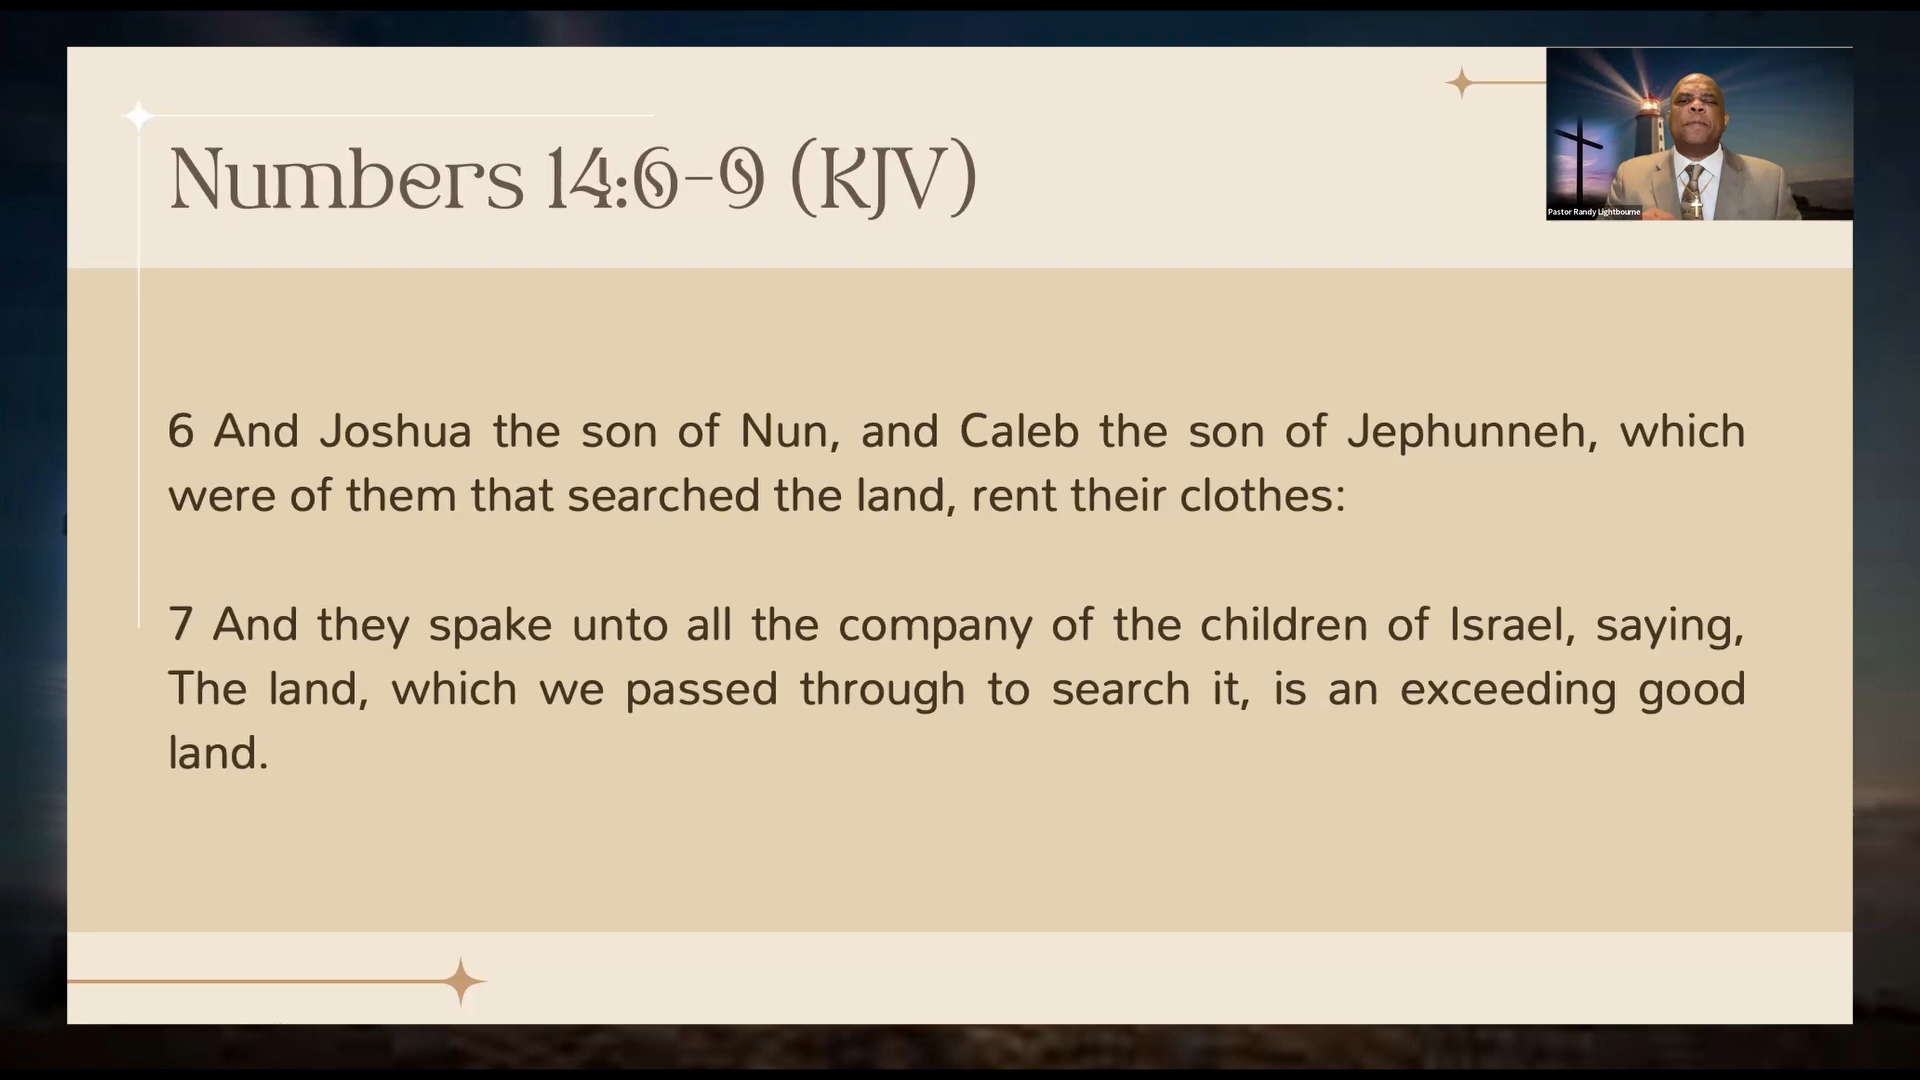 Numbers 14:6-9 (KJV)
Pastor Randy Lightbourne
6 And Joshua the son of Nun, and Caleb the son of Jephunneh, which
were of them that searched the land, rent their clothes:
7 And they spake unto all the company of the children of Israel, saying,
The land, which we passed through to search it, is an exceeding good
land.